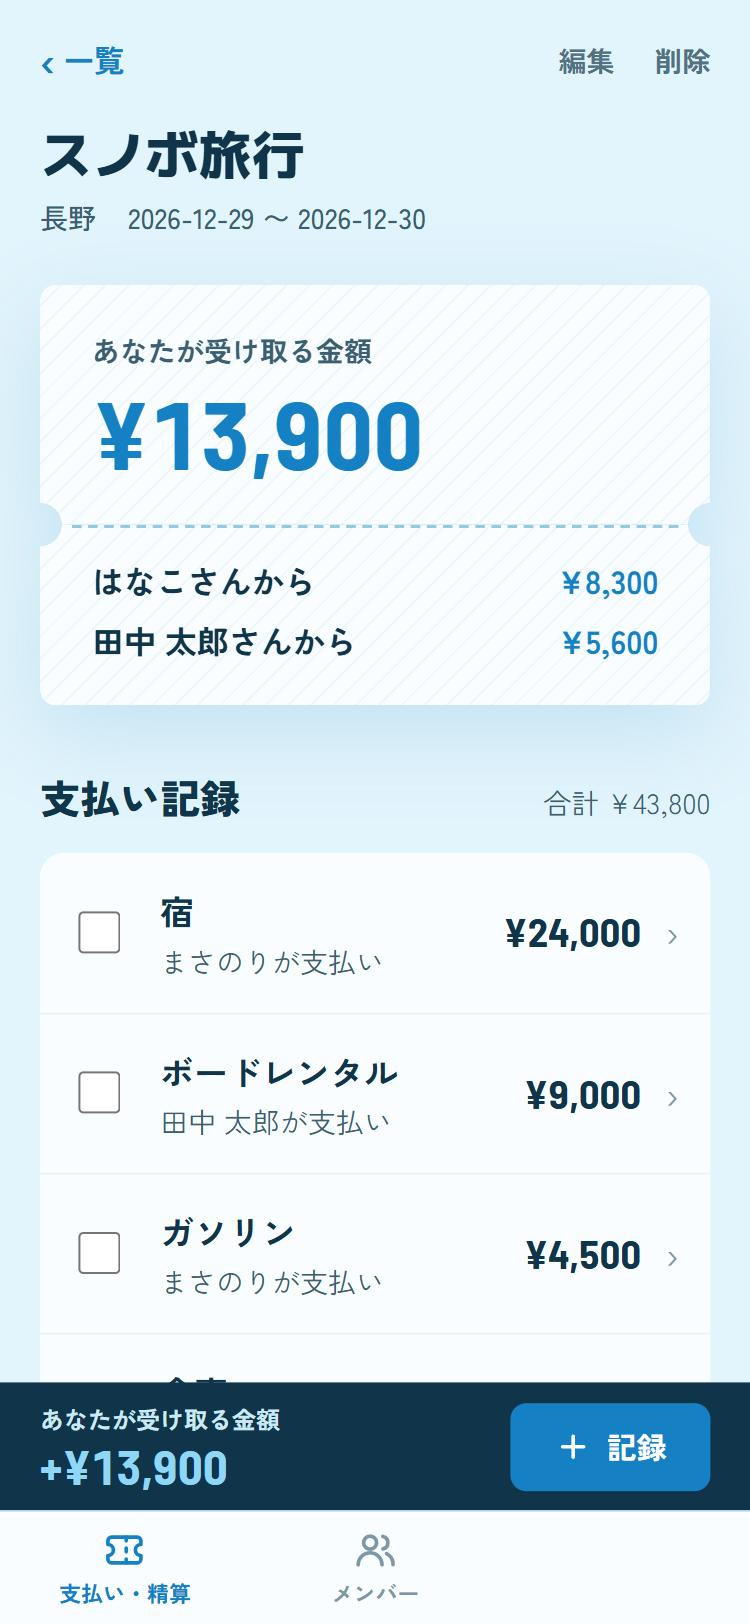 ‹ 一覧
編集 削除
スノボ旅行
長野 2026-12-29 〜 2026-12-30
あなたが受け取る金額
¥13,900
はなこさんから ¥8,300
田中 太郎さんから ¥5,600
支払い記録 合計 ¥43,800
宿
まさのりが支払い
¥24,000 ›
ボードレンタル
田中 太郎が支払い
¥9,000 ›
ガソリン
まさのりが支払い
¥4,500 ›
あなたが受け取る金額
+¥13,900
+ 記録
支払い・精算 メンバー